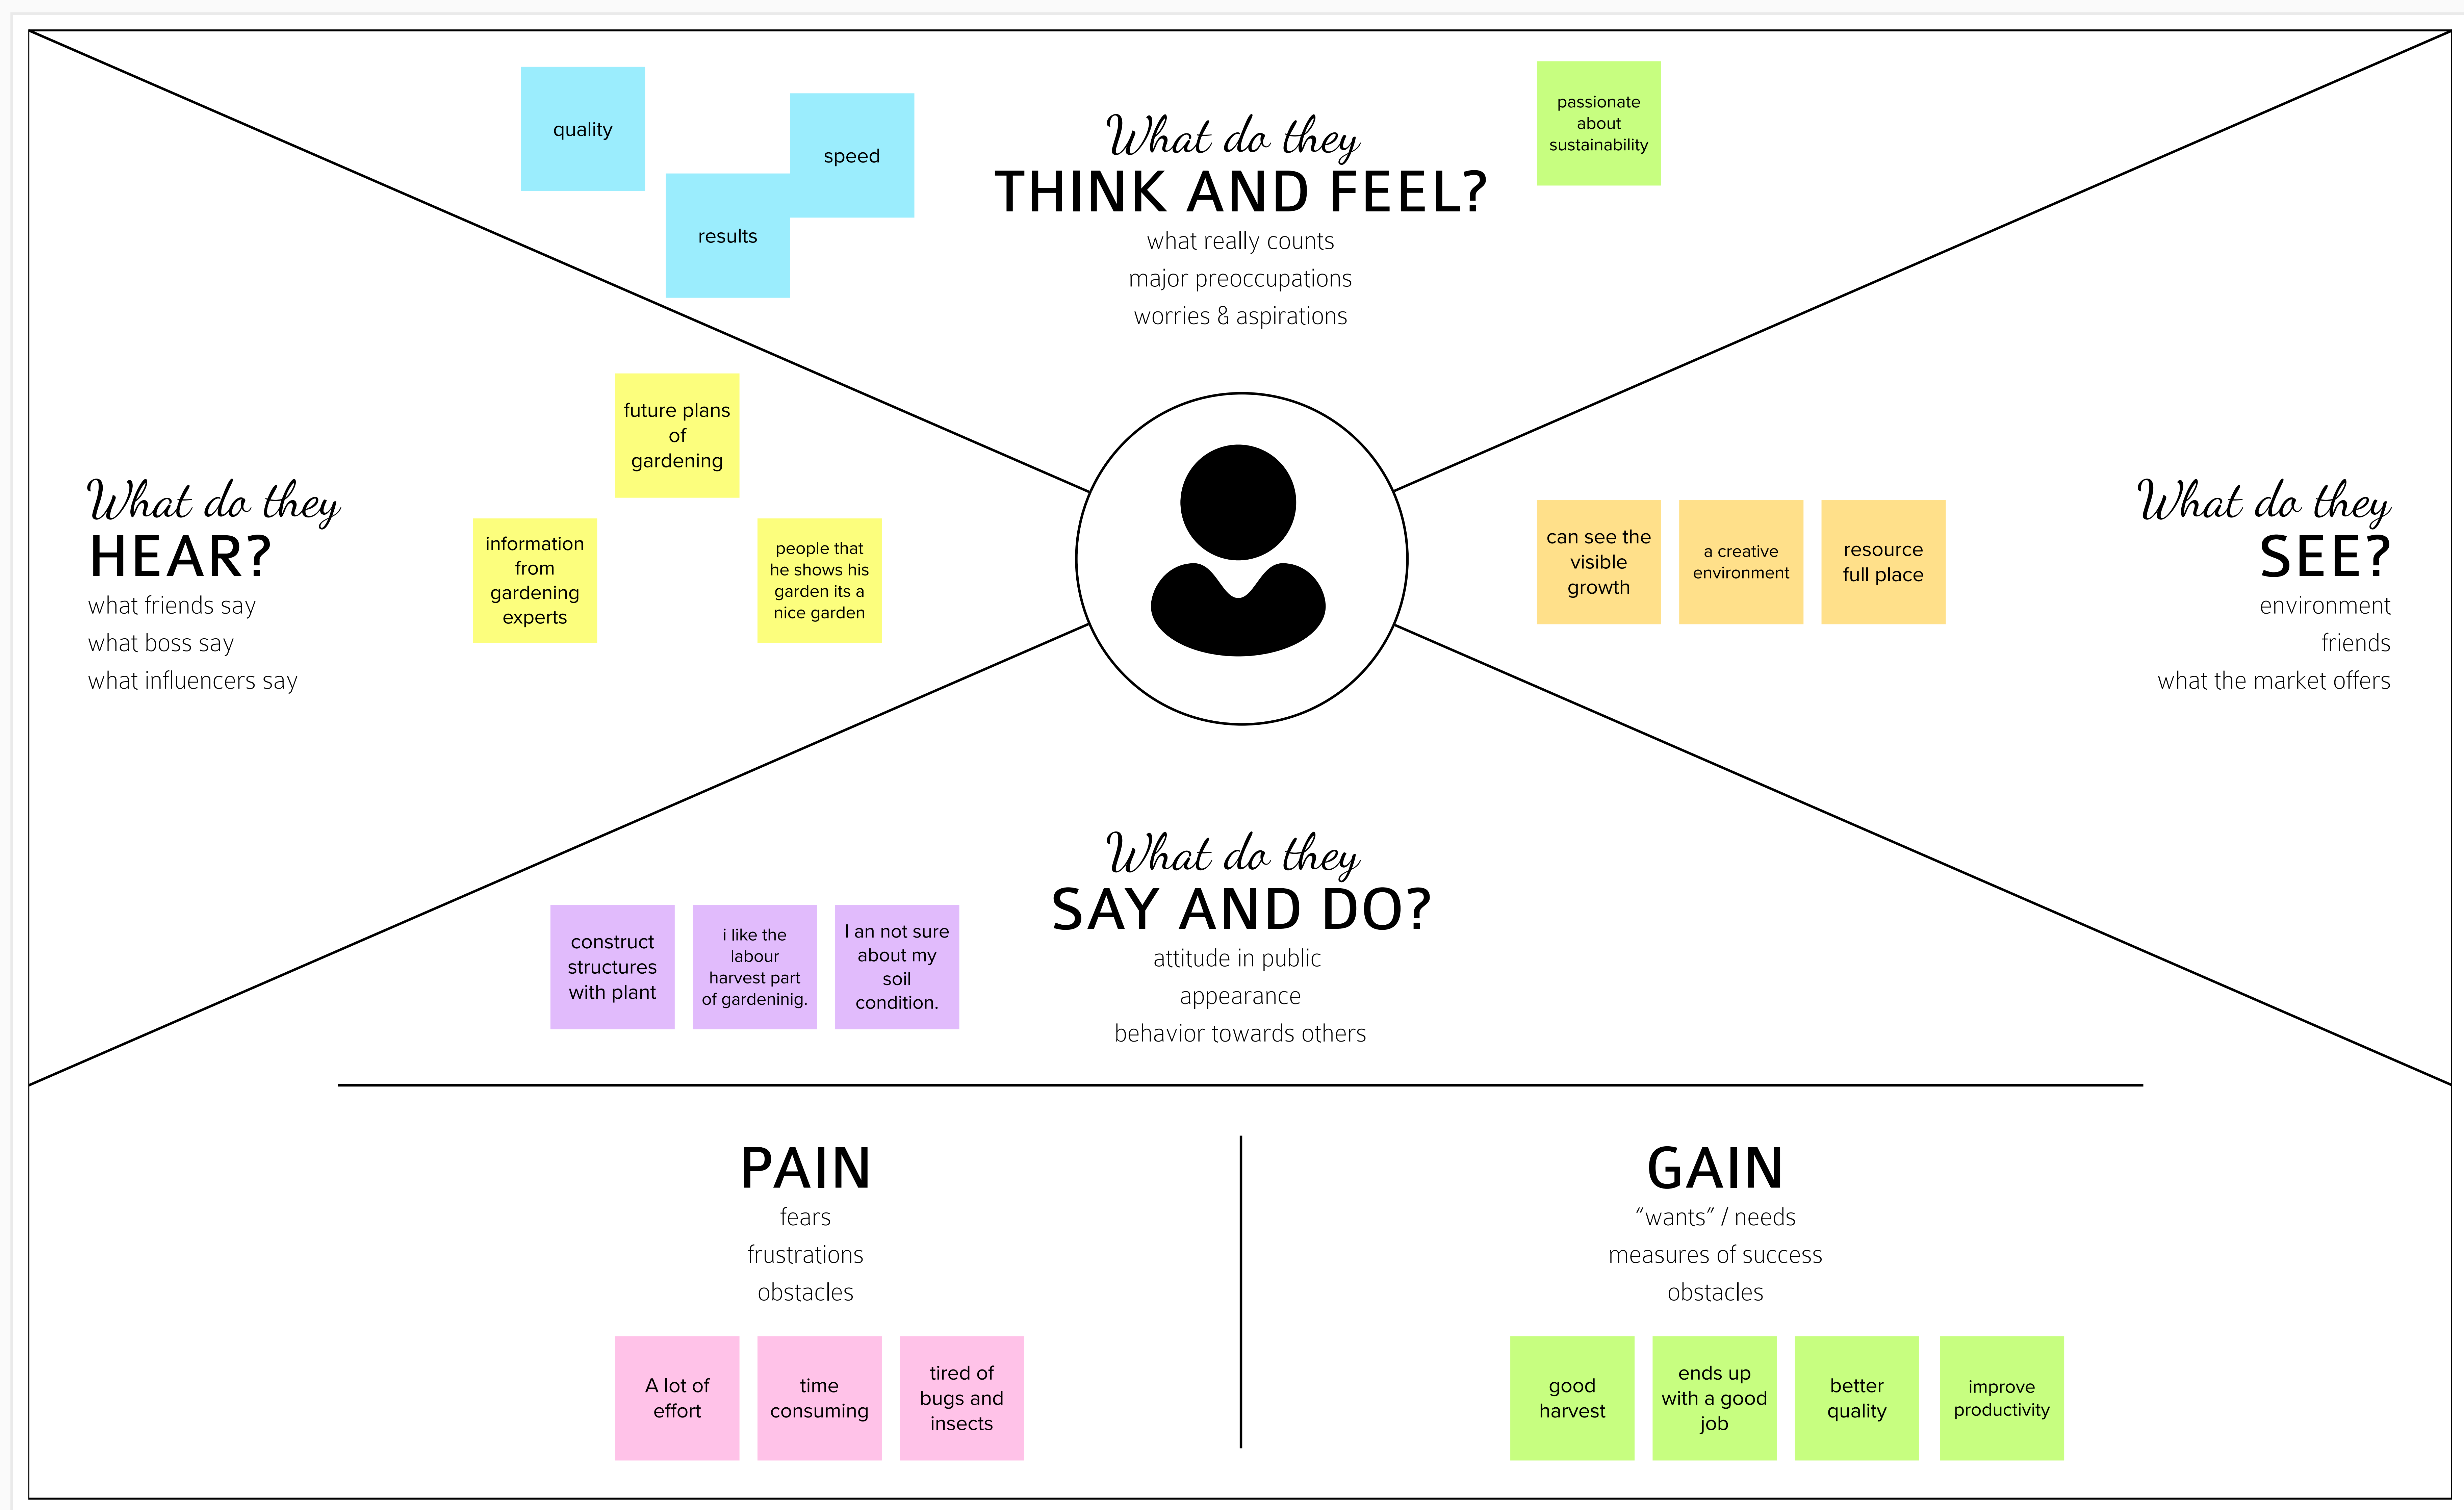 quality
speed
results
What do they
THINK AND FEEL?
what really counts
major preoccupations
worries & aspirations
passionate
about
sustainability
What do they
HEAR?
what friends say
what boss say
what influencers say
future plans
of
gardening
information
from
gardening
experts
people that
he shows his
garden its a
nice garden
can see the
visible
growth
a creative
environment
resource
full place
What do they
SEE?
environment
friends
what the market offers
What do they
SAY AND DO?
attitude in public
appearance
behavior towards others
construct
structures
with plant
i like the
labour
harvest part
of gardeninig.
I an not sure
about my
soil
condition.
PAIN
fears
frustrations
obstacles
A lot of
effort
time
consuming
tired of
bugs and
insects
GAIN
“wants” / needs
measures of success
obstacles
good
harvest
ends up
with a good
job
better
quality
improve
productivity